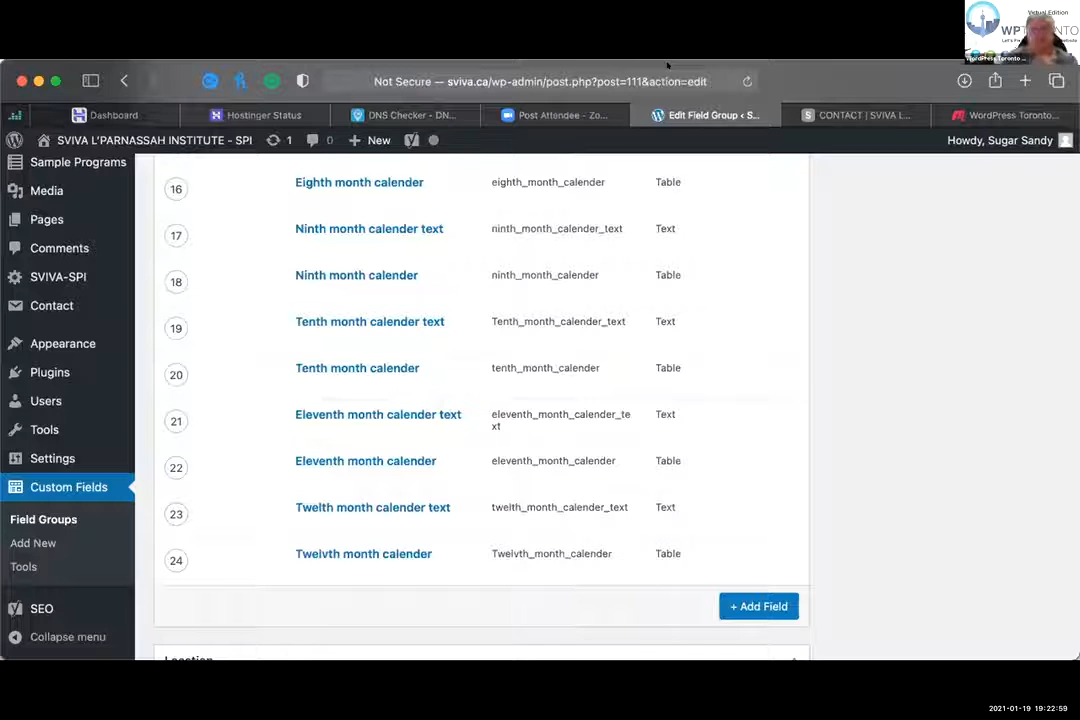 Virtual Edition
WPTORONTO
WordPress Toronto ...
Not Secure — sviva.ca/wp-admin/post.php?post=111&action=edit
Dashboard
Hostinger Status
DNS Checker - DN...
Post Attendee - Zo...
Edit Field Group < S...
CONTACT | SVIVA L...
WordPress Toronto...
SVIVA L'PARNASSAH INSTITUTE - SPI
1
0
New
Howdy, Sugar Sandy
Sample Programs
Media
Pages
Comments
SVIVA-SPI
Contact
Appearance
Plugins
Users
Tools
Settings
Custom Fields
Field Groups
Add New
Tools
SEO
Collapse menu
16 Eighth month calender eighth_month_calender Table
17 Ninth month calender text ninth_month_calender_text Text
18 Ninth month calender ninth_month_calender Table
19 Tenth month calender text Tenth_month_calender_text Text
20 Tenth month calender tenth_month_calender Table
21 Eleventh month calender text eleventh_month_calender_te Text
xt
22 Eleventh month calender eleventh_month_calender Table
23 Twelth month calender text twelth_month_calender_text Text
24 Twelvth month calender Twelvth_month_calender Table
+ Add Field
Location
2021-01-19 19:22:59